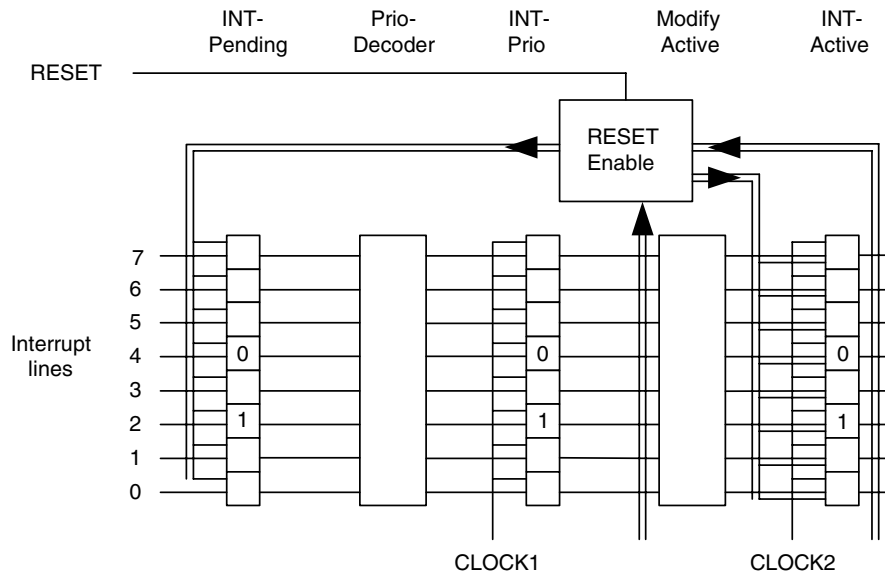 INT-
Pending
Prio-
Decoder
INT-
Prio
Modify
Active
INT-
Active
RESET
RESET
Enable
7
6
5
Interrupt
lines
4
0
0
0
3
2
1
1
1
1
0
CLOCK1
CLOCK2